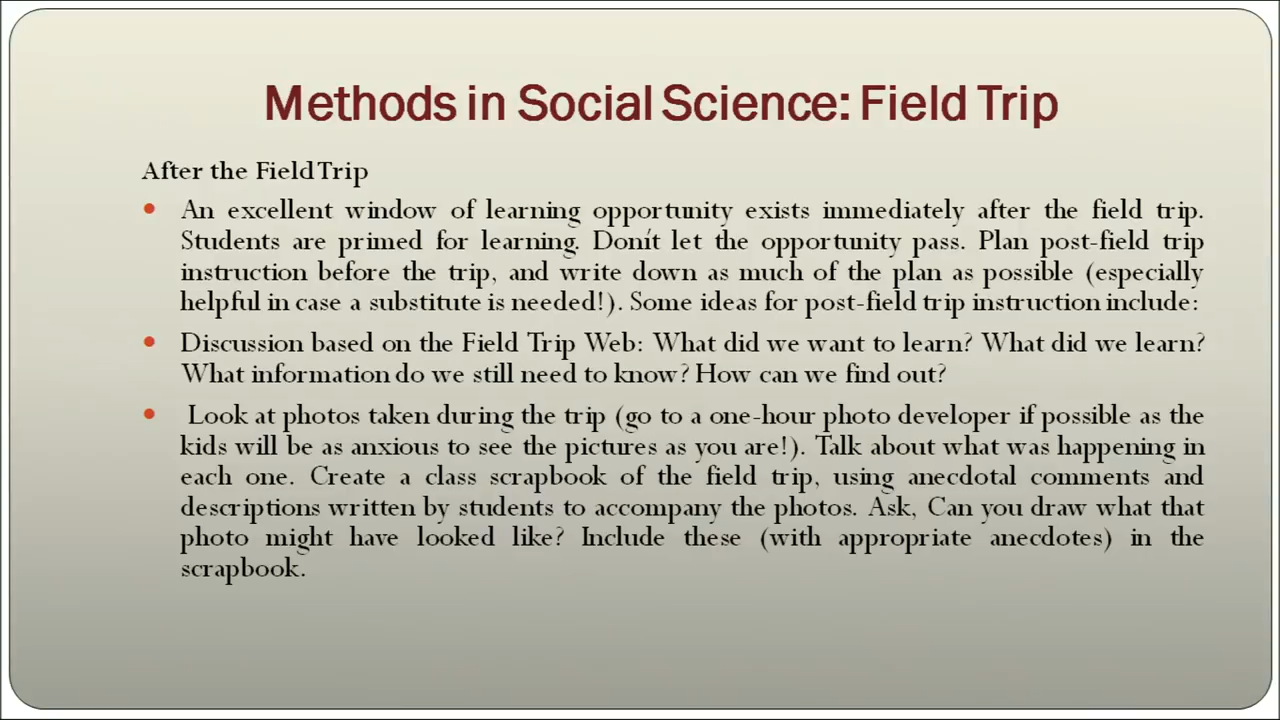 Methods in Social Science: Field Trip
After the Field Trip
• An excellent window of learning opportunity exists immediately after the field trip.
Students are primed for learning. Donít let the opportunity pass. Plan post-field trip
instruction before the trip, and write down as much of the plan as possible (especially
helpful in case a substitute is needed!). Some ideas for post-field trip instruction include:
• Discussion based on the Field Trip Web: What did we want to learn? What did we learn?
What information do we still need to know? How can we find out?
• Look at photos taken during the trip (go to a one-hour photo developer if possible as the
kids will be as anxious to see the pictures as you are!). Talk about what was happening in
each one. Create a class scrapbook of the field trip, using anecdotal comments and
descriptions written by students to accompany the photos. Ask, Can you draw what that
photo might have looked like? Include these (with appropriate anecdotes) in the
scrapbook.